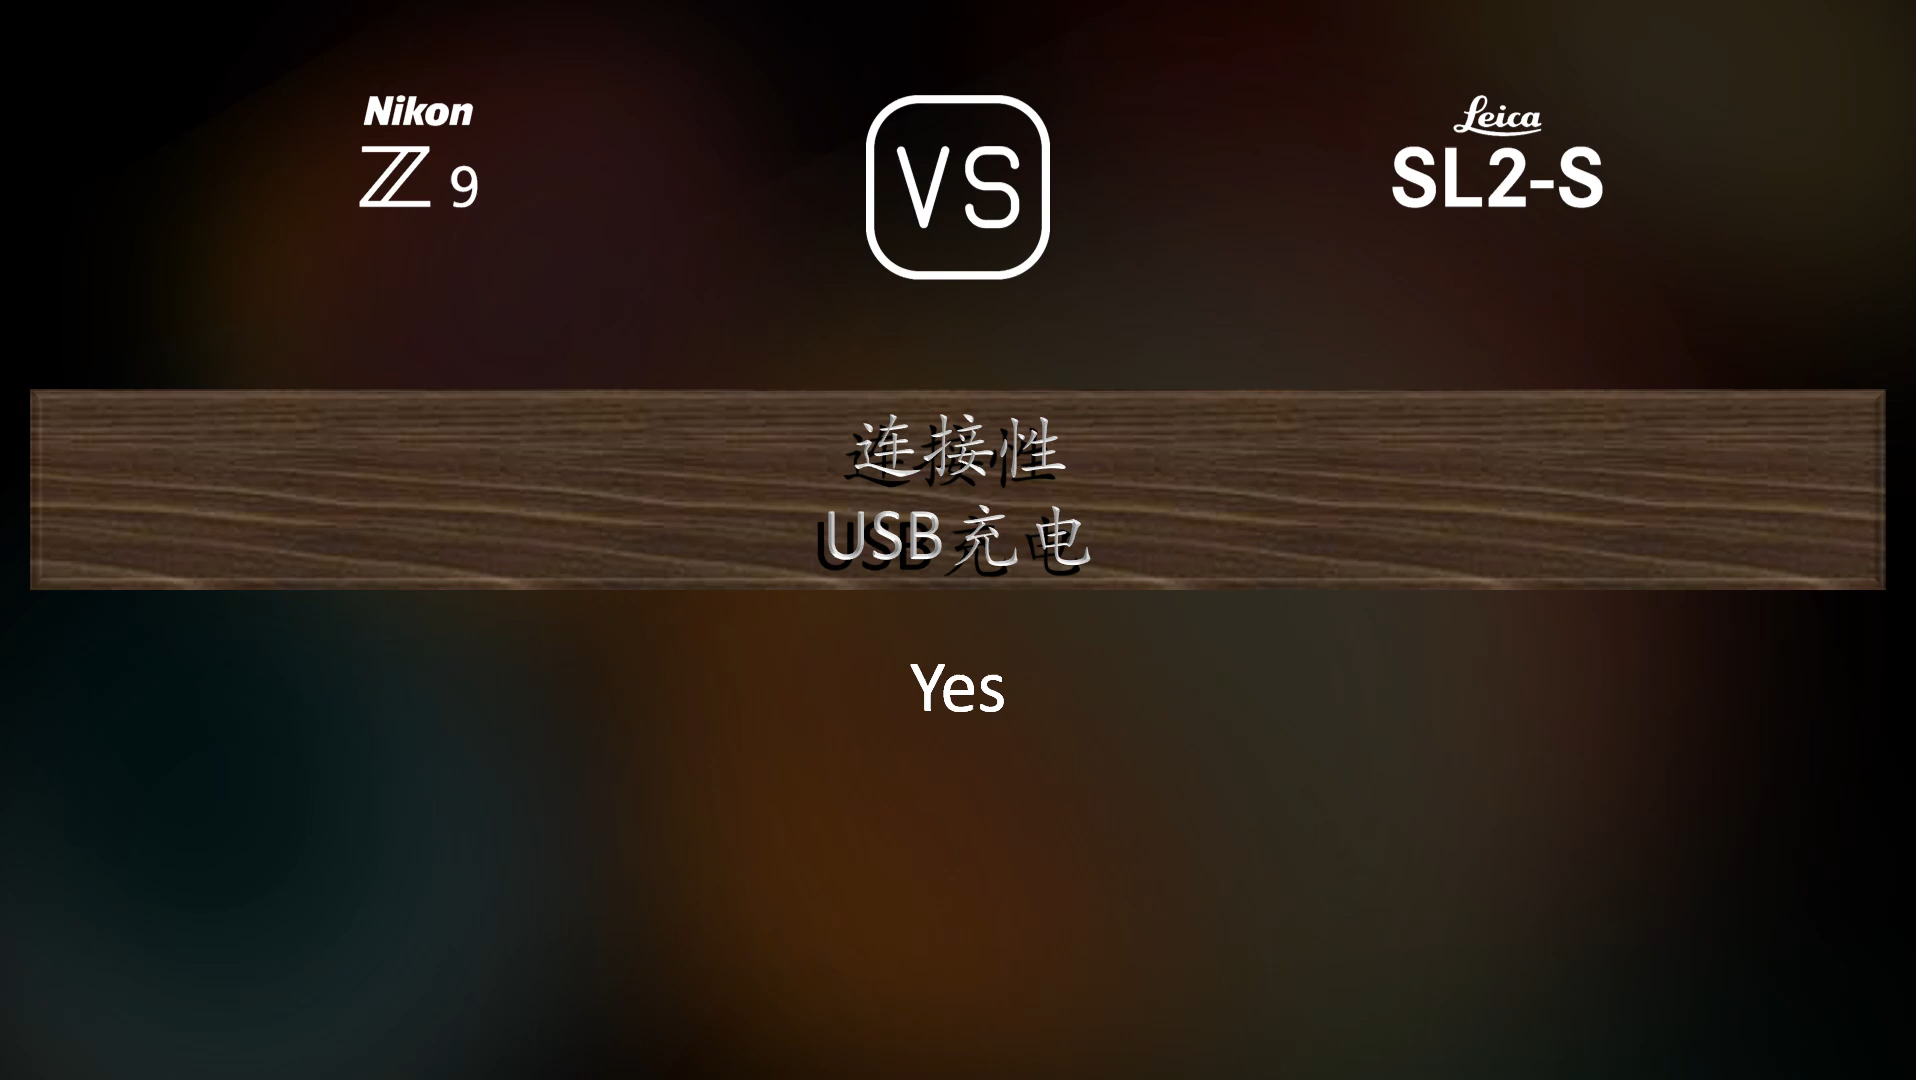 Nikon
Z 9
VS
Leica
SL2-S
连接性
USB充电
Yes